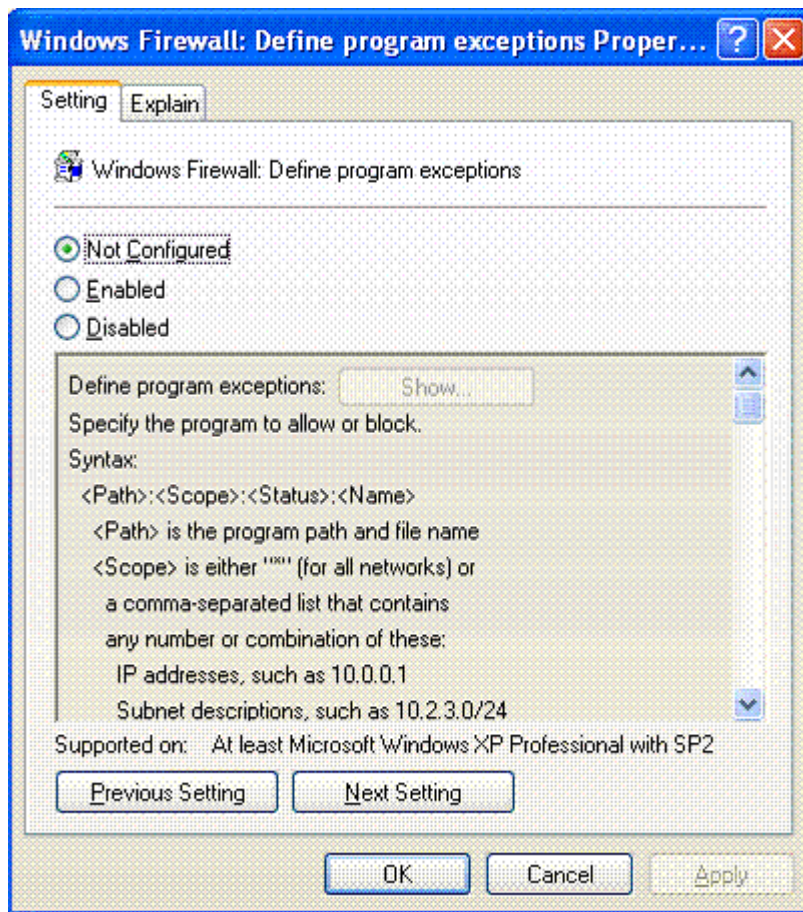 Windows Firewall: Define program exceptions Proper...
Setting Explain
Windows Firewall: Define program exceptions
Not Configured
Enabled
Disabled
Define program exceptions: Show...
Specify the program to allow or block.
Syntax:
<Path>:<Scope>:<Status>:<Name>
<Path> is the program path and file name
<Scope> is either "*" (for all networks) or
a comma-separated list that contains
any number or combination of these:
IP addresses, such as 10.0.0.1
Subnet descriptions, such as 10.2.3.0/24
Supported on: At least Microsoft Windows XP Professional with SP2
Previous Setting Next Setting
OK Cancel Apply